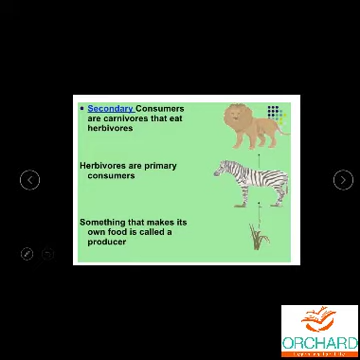 Secondary Consumers
are carnivores that eat
herbivores
Herbivores are primary
consumers
Something that makes its
own food is called a
producer
ORCHARD